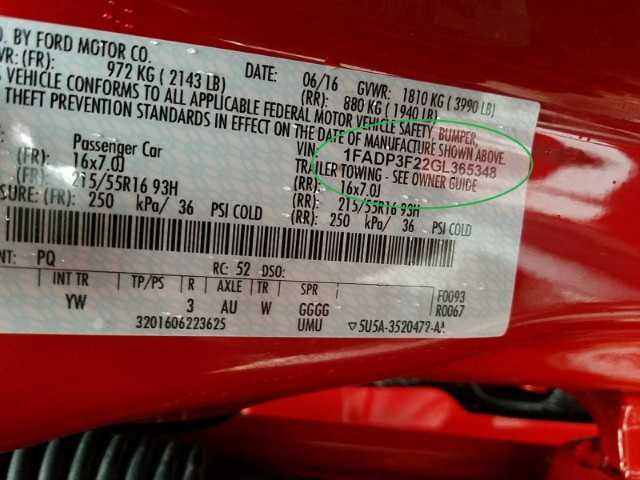 D. BY FORD MOTOR CO.
DATE: 06/16 GVWR: 1810 KG ( 3990 LB)
WR: (FR): 972 KG ( 2143 LB) (RR): 880 KG ( 1940 LB)
VEHICLE CONFORMS TO ALL APPLICABLE FEDERAL MOTOR VEHICLE SAFETY, BUMPER,
THEFT PREVENTION STANDARDS IN EFFECT ON THE DATE OF MANUFACTURE SHOWN ABOVE.
VIN: 1FADP3F22GL365348
Passenger Car TRAILER TOWING - SEE OWNER GUIDE
(FR): 16x7.0J (RR): 16x7.0J
(FR): 215/55R16 93H (RR): 215/55R16 93H
SURE: (FR): 250 kPa/ 36 PSI COLD (RR): 250 kPa/ 36 PSI COLD
NT: PQ RC: 52 DSO:
INT TR TP/PS R AXLE TR SPR F0093
YW 3 AU W GGGG R0067
3201606223625 UMU 5U5A-3520472-AA